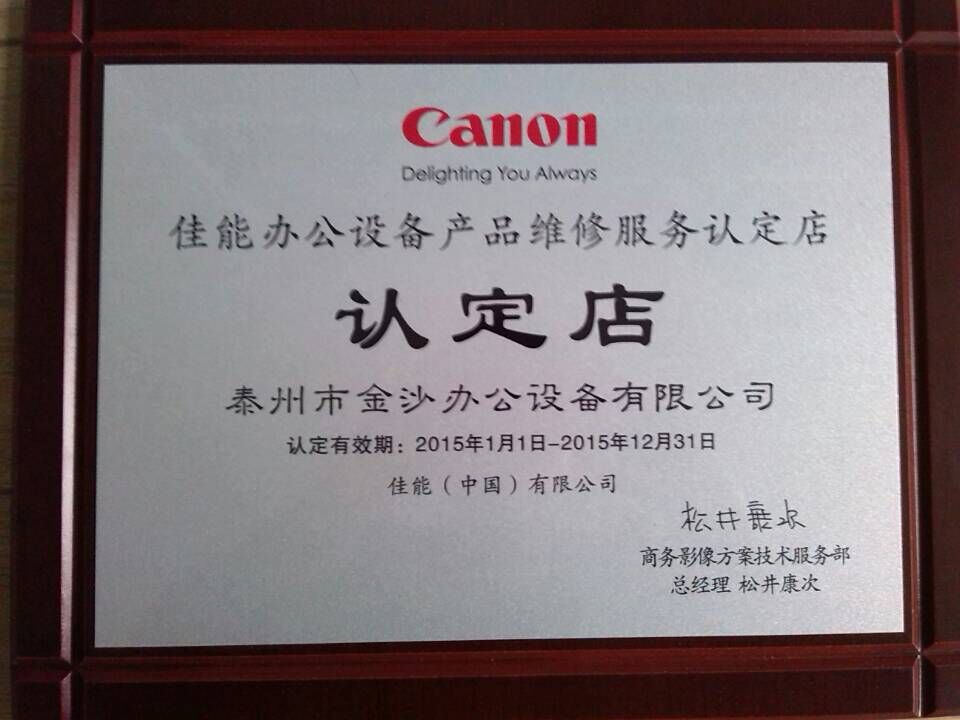 Canon
Delighting You Always
佳能办公设备产品维修服务认定店
认定店
泰州市金沙办公设备有限公司
认定有效期：2015年1月1日-2015年12月31日
佳能（中国）有限公司
松井康次
商务影像方案技术服务部
总经理 松井康次